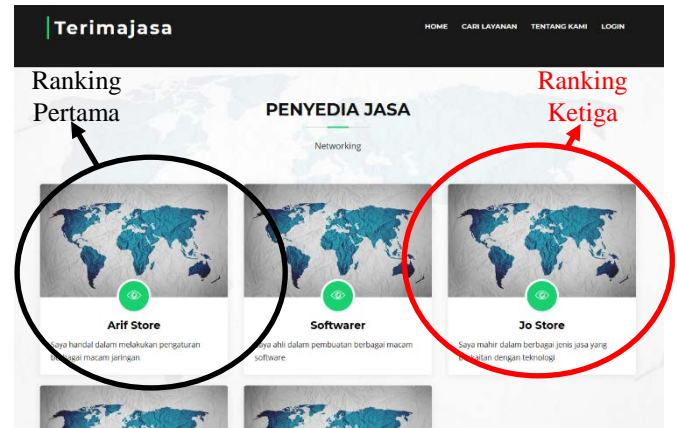 Terimajasa
HOME CARI LAYANAN TENTANG KAMI LOGIN
Ranking
Pertama
Ranking
Ketiga
PENYEDIA JASA
Networking
Arif Store
Saya handal dalam melakukan pengaturan
berbagai macam jaringan
Softwarer
Saya ahli dalam pembuatan berbagai macam
software
Jo Store
Saya mahir dalam berbagai jenis jasa yang
berkaitan dengan teknologi